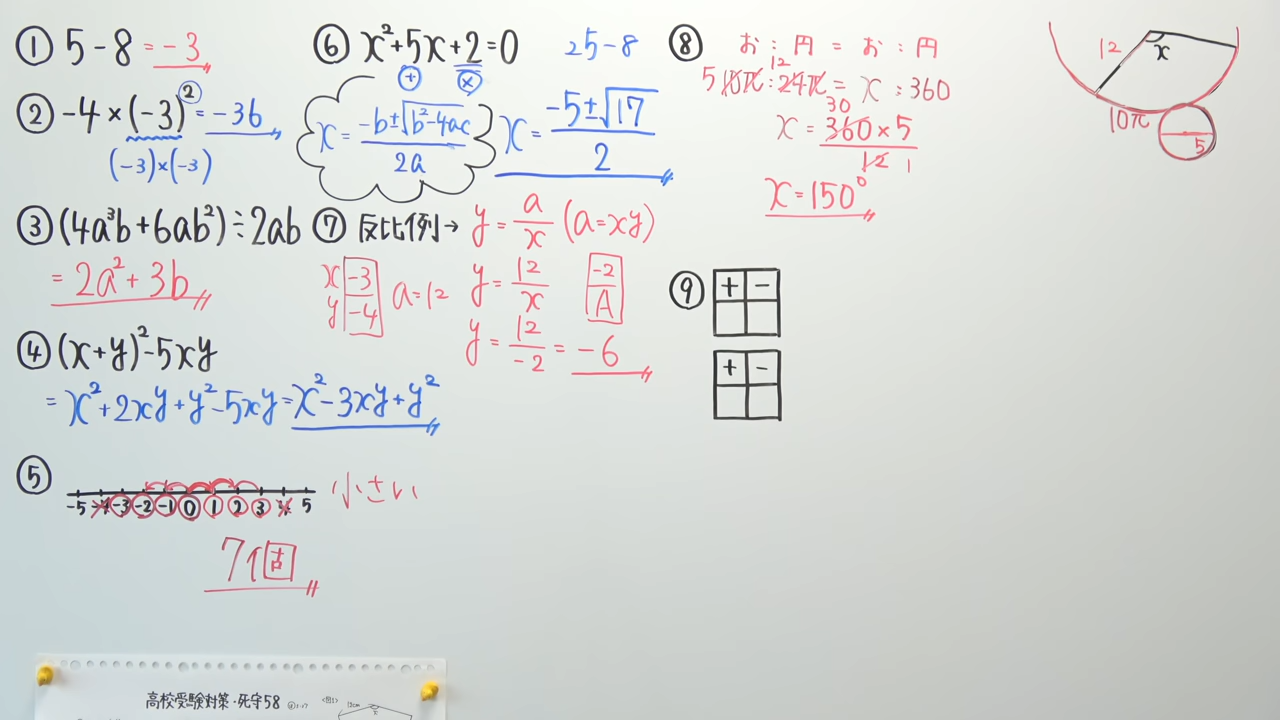 ① 5-8=-3
② -4×(-3)²=-36
(-3)×(-3)
③ (4a³b+6ab²)÷2ab
=2a²+3b
④ (x+y)²-5xy
=x²+2xy+y²-5xy=x²-3xy+y²
⑤ -5 -4 -3 -2 -1 0 1 2 3 4 5 小さい
7個
⑥ x²+5x+2=0 25-8
+ ×
x=(-b±√(b²-4ac))/2a
x=(-5±√17)/2
⑦ 反比例→ y=a/x (a=xy)
x -3
y -4
a=12
y=12/x
-2
A
y=12/-2=-6
⑧ お:円=お:円
12
5 10π:24π=x:360
30
x=360×5/12 1
x=150°
12 x
10π
5
⑨ + -
+ -
高校受験対策・死守58